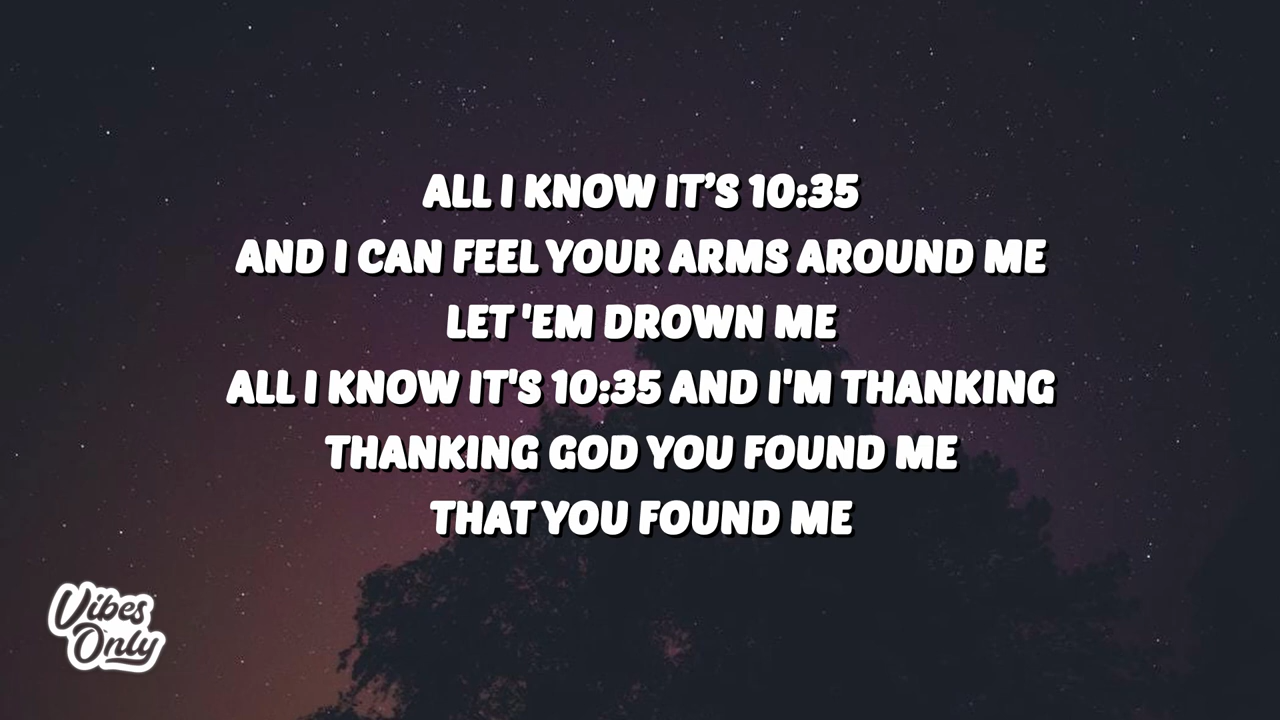 ALL I KNOW IT’S 10:35
AND I CAN FEEL YOUR ARMS AROUND ME
LET 'EM DROWN ME
ALL I KNOW IT'S 10:35 AND I'M THANKING
THANKING GOD YOU FOUND ME
THAT YOU FOUND ME
Vibes
Only